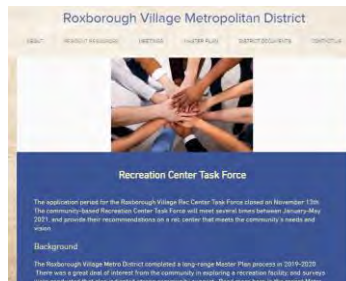 Roxborough Village Metropolitan District
ABOUT MEETINGS MASTER PLAN DISTRICT DOCUMENTS CONTACT US
Recreation Center Task Force
The application period for the Roxborough Village Rec Center Task Force closed on November 13th.
The community-based Recreation Center Task Force will meet several times between January-May
2021, and provide their recommendations on a rec center that meets the community's needs and
vision.
Background
The Roxborough Village Metro District completed a long-range Master Plan process in 2019-2020.
There was a great deal of interest from the community in exploring a recreation facility, and surveys